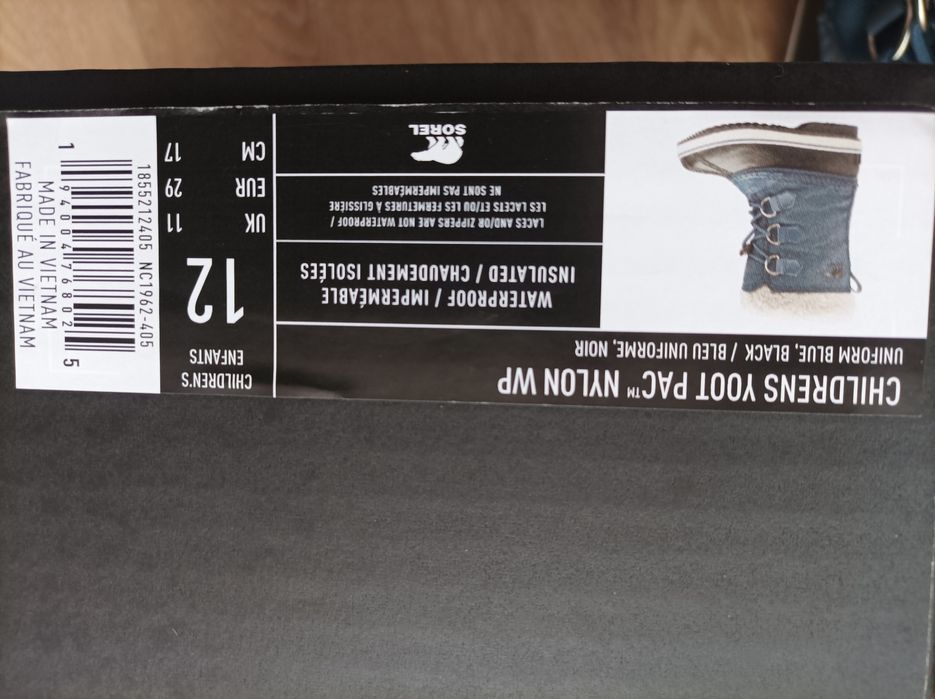 CHILDRENS YOOT PAC™ NYLON WP
UNIFORM BLUE, BLACK / BLEU UNIFORME, NOIR
WATERPROOF / IMPERMÉABLE
INSULATED / CHAUDEMENT ISOLÉES
LACES AND/OR ZIPPERS ARE NOT WATERPROOF /
LES LACETS ET/OU LES FERMETURES À GLISSIÈRE
NE SONT PAS IMPERMÉABLES
SOREL
CHILDREN'S
ENFANTS
12
UK 11
EUR 29
CM 17
1855212405 NC1962-405
1 94004 76802 5
MADE IN VIETNAM
FABRIQUÉ AU VIETNAM